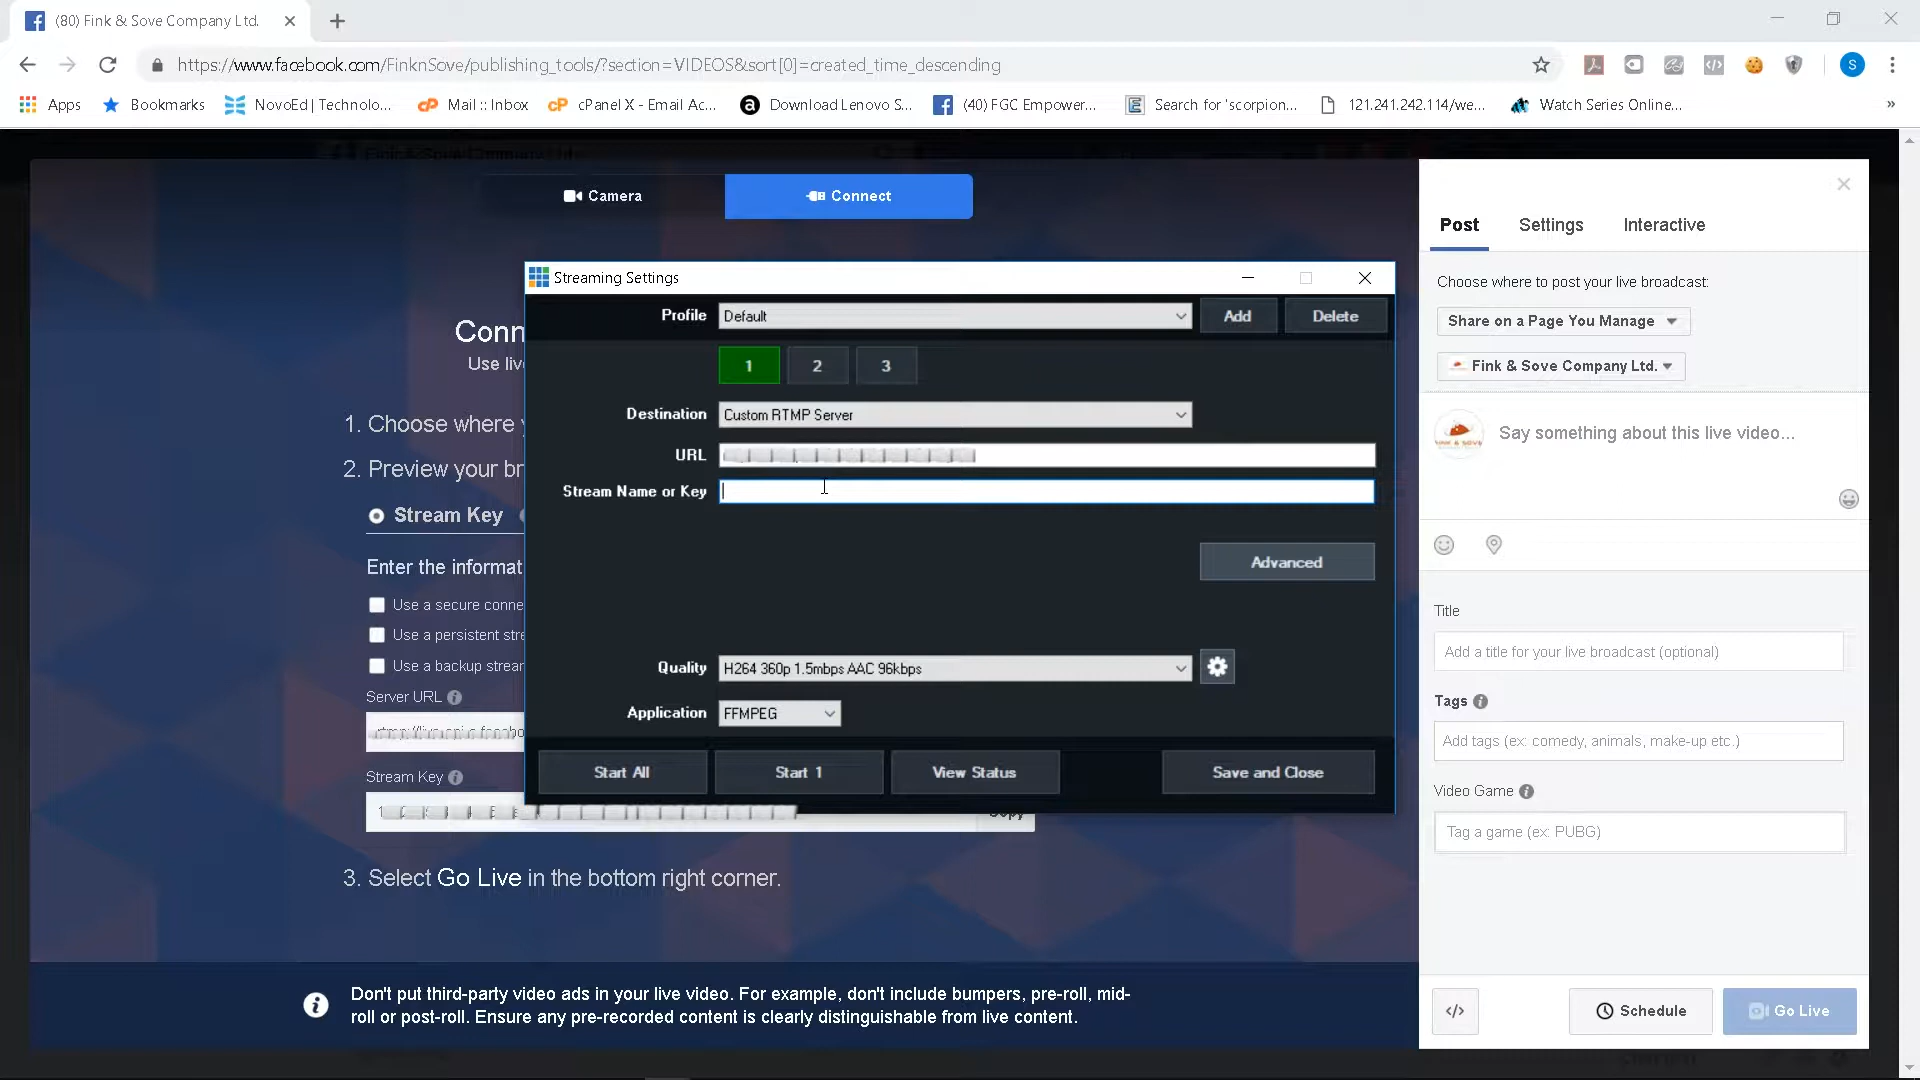 (80) Fink & Sove Company Ltd.
https://www.facebook.com/FinknSove/publishing_tools/?section=VIDEOS&sort[0]=created_time_descending
S
Apps
Bookmarks
NovoEd | Technolo...
Mail :: Inbox
cPanel X - Email Ac...
Download Lenovo S...
(40) FGC Empower...
Search for 'scorpion...
121.241.242.114/we...
Watch Series Online...
»
Camera
Connect
Post
Settings
Interactive
Streaming Settings
Choose where to post your live broadcast:
Profile
Default
Add
Delete
Share on a Page You Manage
Conn
Use liv
1
2
3
Fink & Sove Company Ltd.
1. Choose where
Destination
Custom RTMP Server
Say something about this live video...
2. Preview your br
URL
Stream Name or Key
Stream Key
Advanced
Enter the informat
Use a secure conne
Use a persistent stre
Use a backup strear
Title
Add a title for your live broadcast (optional)
Quality
H264 360p 1.5mbps AAC 96kbps
Server URL
Tags
Application
FFMPEG
Add tags (ex: comedy, animals, make-up etc.)
Start All
Start 1
View Status
Save and Close
Stream Key
Video Game
Copy
Tag a game (ex: PUBG)
3. Select Go Live in the bottom right corner.
Don't put third-party video ads in your live video. For example, don't include bumpers, pre-roll, mid-
roll or post-roll. Ensure any pre-recorded content is clearly distinguishable from live content.
</>
Schedule
Go Live